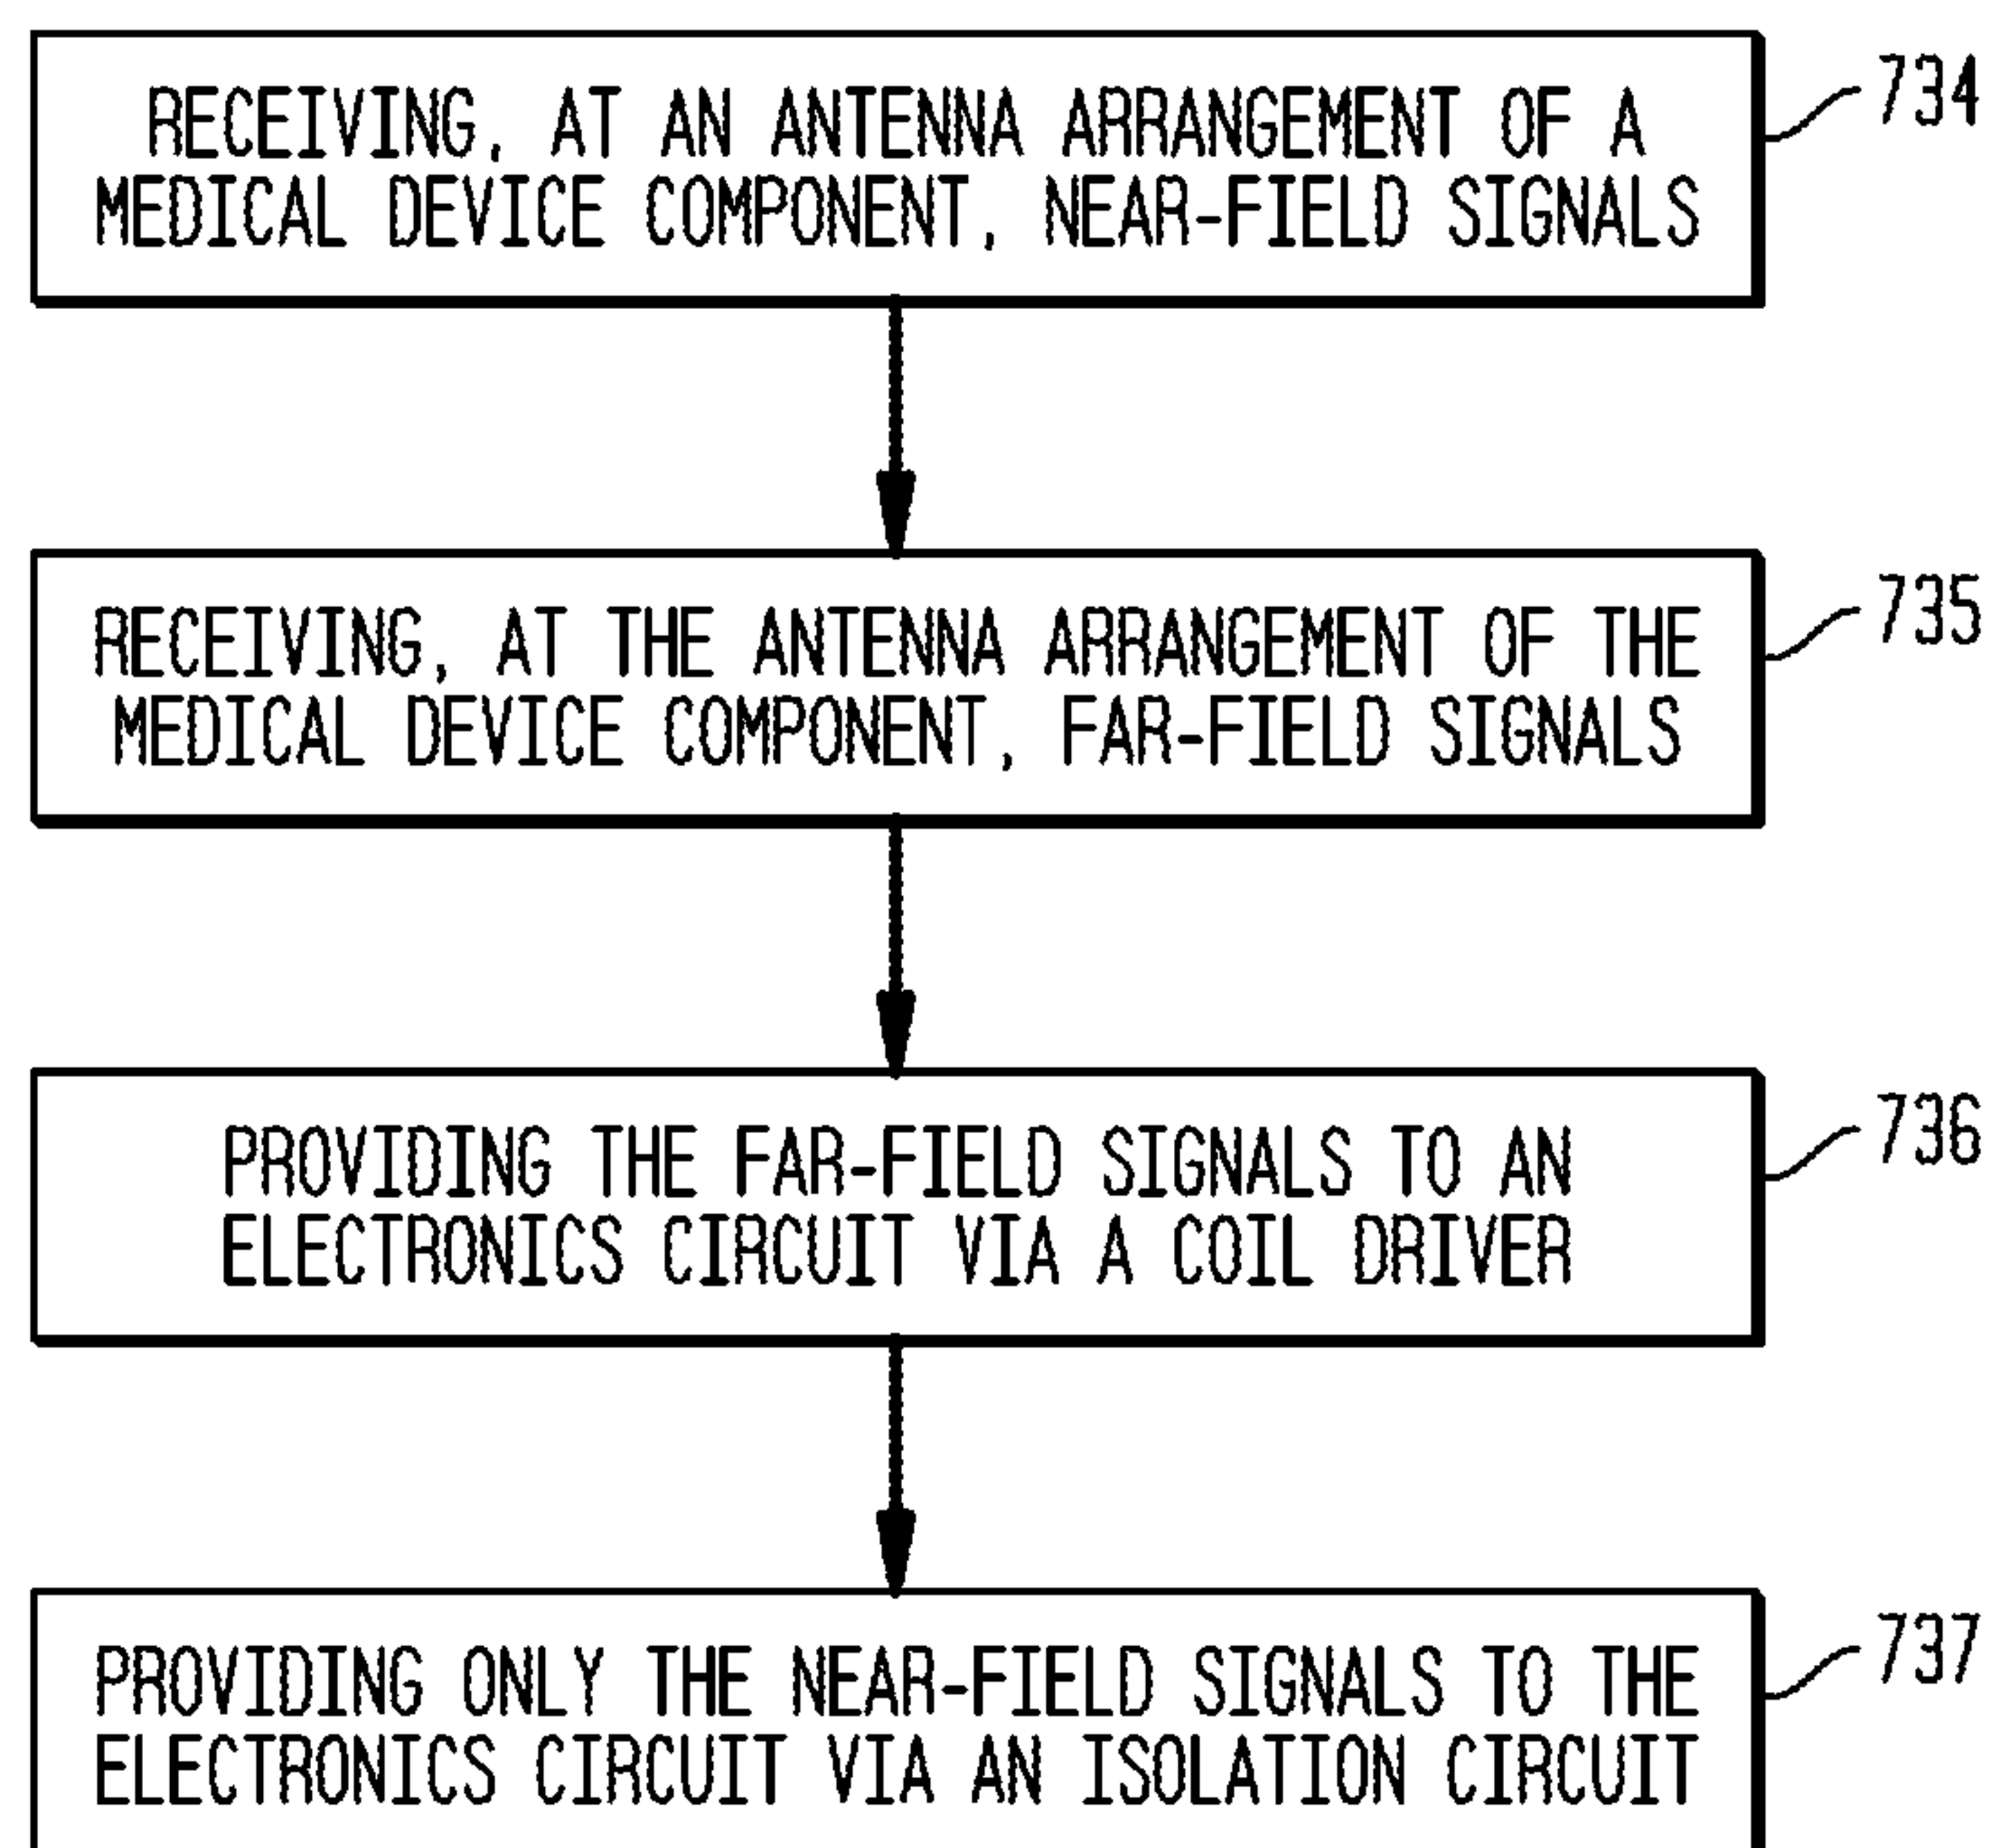 RECEIVING, AT AN ANTENNA ARRANGEMENT OF A
MEDICAL DEVICE COMPONENT, NEAR-FIELD SIGNALS
734
RECEIVING, AT THE ANTENNA ARRANGEMENT OF THE
MEDICAL DEVICE COMPONENT, FAR-FIELD SIGNALS
735
PROVIDING THE FAR-FIELD SIGNALS TO AN
ELECTRONICS CIRCUIT VIA A COIL DRIVER
736
PROVIDING ONLY THE NEAR-FIELD SIGNALS TO THE
ELECTRONICS CIRCUIT VIA AN ISOLATION CIRCUIT
737